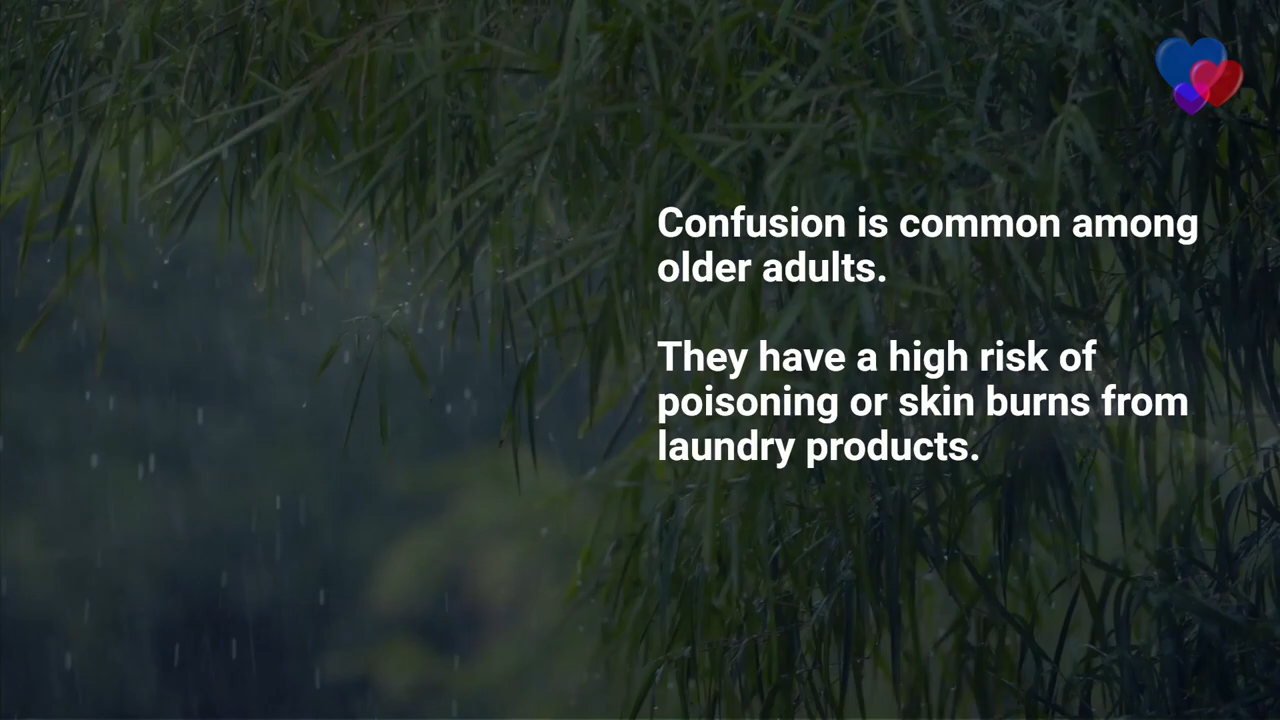 Confusion is common among
older adults.
They have a high risk of
poisoning or skin burns from
laundry products.